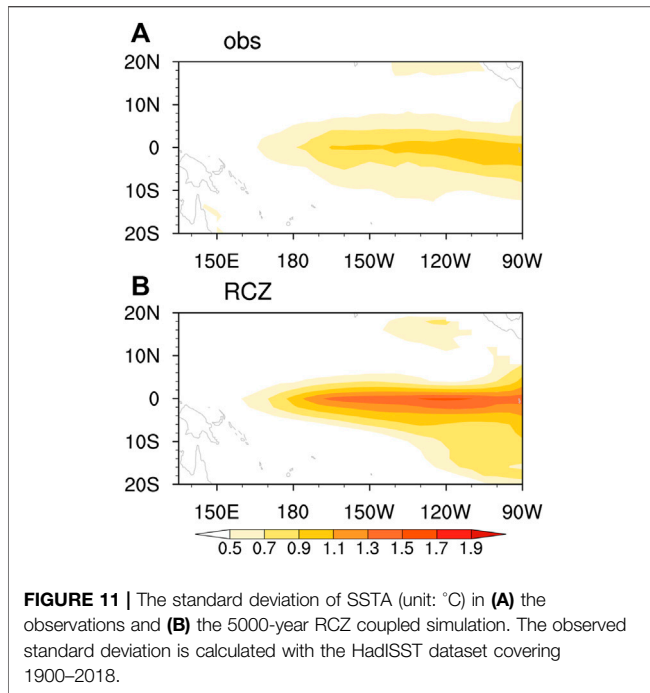 A obs
20N
10N
0
10S
20S
150E 180 150W 120W 90W
B RCZ
20N
10N
0
10S
20S
150E 180 150W 120W 90W
0.5 0.7 0.9 1.1 1.3 1.5 1.7 1.9
FIGURE 11 | The standard deviation of SSTA (unit: °C) in (A) the
observations and (B) the 5000-year RCZ coupled simulation. The observed
standard deviation is calculated with the HadISST dataset covering
1900–2018.